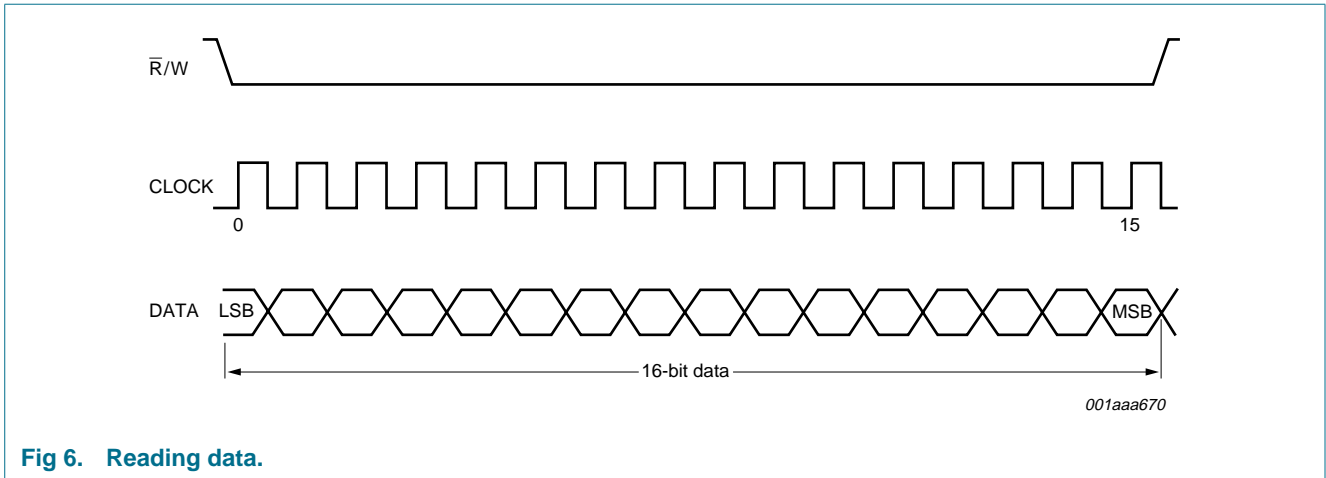 R̅/W
CLOCK
0
15
DATA
LSB
MSB
16-bit data
001aaa670
Fig 6. Reading data.